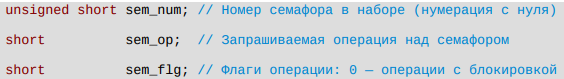 unsigned short sem_num; // Номер семафора в наборе (нумерация с нуля)
short sem_op; // Запрашиваемая операция над семафором
short sem_flg; // Флаги операции: 0 — операции с блокировкой